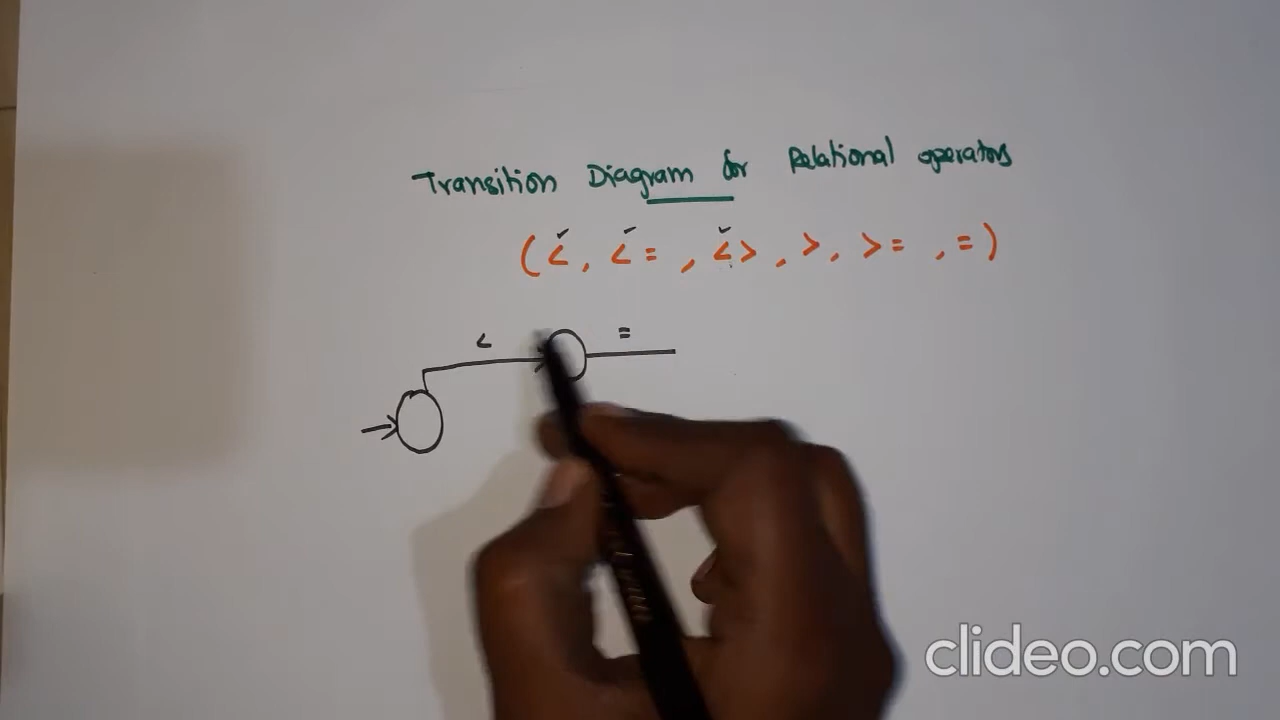 Transition Diagram for Relational operators
(<, <=, <>, >, >=, =)
< =
clideo.com